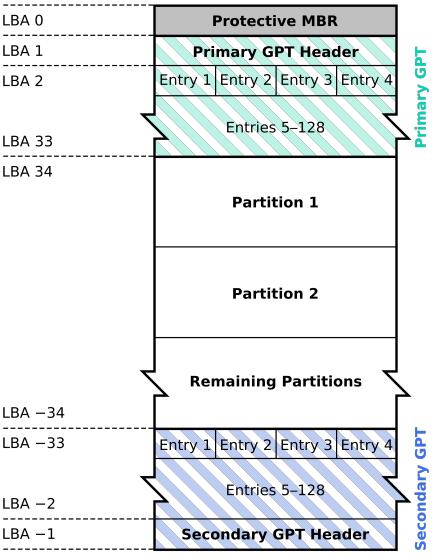 LBA 0
Protective MBR
LBA 1
Primary GPT Header
LBA 2
Entry 1 Entry 2 Entry 3 Entry 4
Entries 5–128
LBA 33
Primary GPT
LBA 34
Partition 1
Partition 2
Remaining Partitions
LBA −34
LBA −33
Entry 1 Entry 2 Entry 3 Entry 4
Entries 5–128
LBA −2
LBA −1
Secondary GPT Header
Secondary GPT